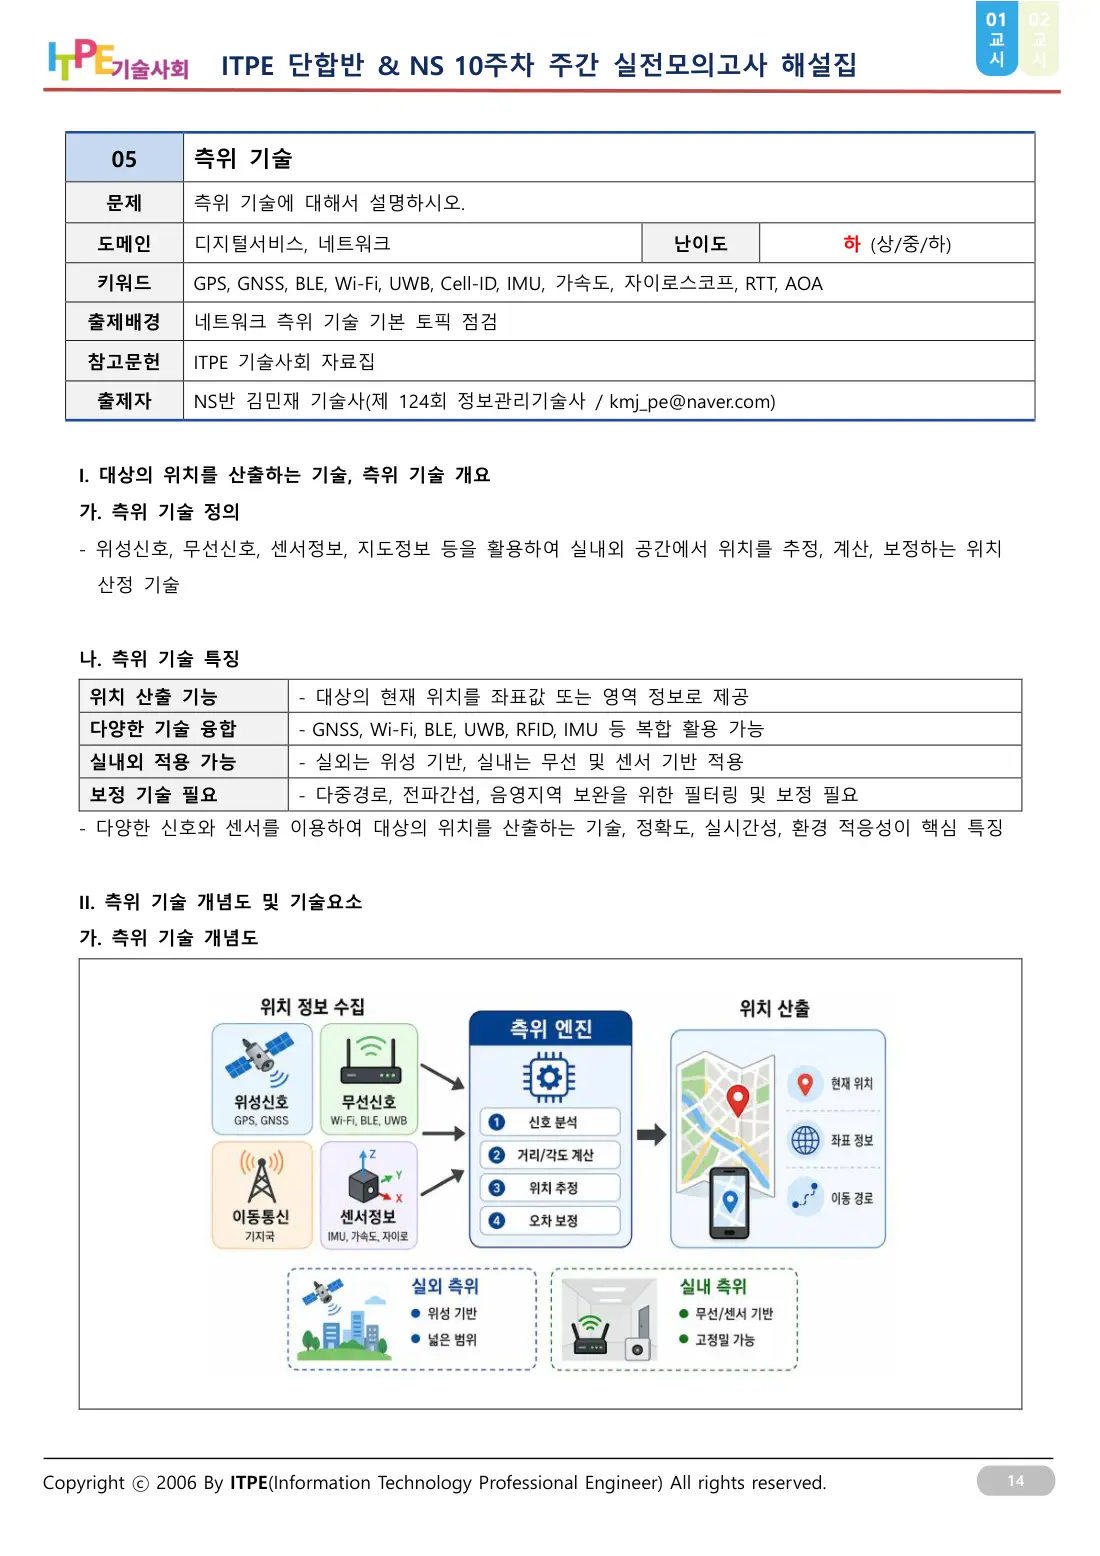 01 교시
02 교시
ITPE 기술사회
ITPE 단합반 & NS 10주차 주간 실전모의고사 해설집
05 측위 기술
문제 측위 기술에 대해서 설명하시오.
도메인 디지털서비스, 네트워크 난이도 하 (상/중/하)
키워드 GPS, GNSS, BLE, Wi-Fi, UWB, Cell-ID, IMU, 가속도, 자이로스코프, RTT, AOA
출제배경 네트워크 측위 기술 기본 토픽 점검
참고문헌 ITPE 기술사회 자료집
출제자 NS반 김민재 기술사(제 124회 정보관리기술사 / kmj_pe@naver.com)
I. 대상의 위치를 산출하는 기술, 측위 기술 개요
가. 측위 기술 정의
- 위성신호, 무선신호, 센서정보, 지도정보 등을 활용하여 실내외 공간에서 위치를 추정, 계산, 보정하는 위치
산정 기술
나. 측위 기술 특징
위치 산출 기능 - 대상의 현재 위치를 좌표값 또는 영역 정보로 제공
다양한 기술 융합 - GNSS, Wi-Fi, BLE, UWB, RFID, IMU 등 복합 활용 가능
실내외 적용 가능 - 실외는 위성 기반, 실내는 무선 및 센서 기반 적용
보정 기술 필요 - 다중경로, 전파간섭, 음영지역 보완을 위한 필터링 및 보정 필요
- 다양한 신호와 센서를 이용하여 대상의 위치를 산출하는 기술, 정확도, 실시간성, 환경 적응성이 핵심 특징
II. 측위 기술 개념도 및 기술요소
가. 측위 기술 개념도
위치 정보 수집
위성신호
GPS, GNSS
무선신호
Wi-Fi, BLE, UWB
이동통신
기지국
Z
Y
X
센서정보
IMU, 가속도, 자이로
측위 엔진
1 신호 분석
2 거리/각도 계산
3 위치 추정
4 오차 보정
위치 산출
현재 위치
좌표 정보
이동 경로
실외 측위
● 위성 기반
● 넓은 범위
실내 측위
● 무선/센서 기반
● 고정밀 가능
Copyright ⓒ 2006 By ITPE(Information Technology Professional Engineer) All rights reserved.
14